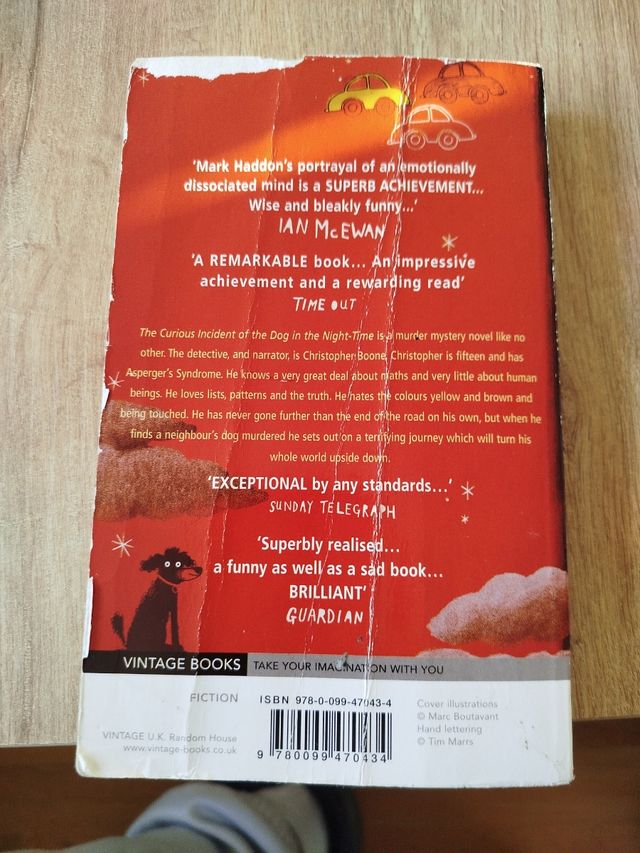 'Mark Haddon's portrayal of an emotionally
dissociated mind is a SUPERB ACHIEVEMENT...
Wise and bleakly funny...'
IAN McEWAN
'A REMARKABLE book... An impressive
achievement and a rewarding read'
TIME OUT
The Curious Incident of the Dog in the Night-Time is a murder mystery novel like no
other. The detective, and narrator, is Christopher Boone. Christopher is fifteen and has
Asperger's Syndrome. He knows a very great deal about maths and very little about human
beings. He loves lists, patterns and the truth. He hates the colours yellow and brown and
being touched. He has never gone further than the end of the road on his own, but when he
finds a neighbour's dog murdered he sets out on a terrifying journey which will turn his
whole world upside down.
'EXCEPTIONAL by any standards...'
SUNDAY TELEGRAPH
'Superbly realised...
a funny as well as a sad book...
BRILLIANT'
GUARDIAN
VINTAGE BOOKS TAKE YOUR IMAGINATION WITH YOU
FICTION
ISBN 978-0-099-47043-4
VINTAGE U.K. Random House
www.vintage-books.co.uk
9 780099 470434
Cover illustrations
© Marc Boutavant
Hand lettering
© Tim Marrs